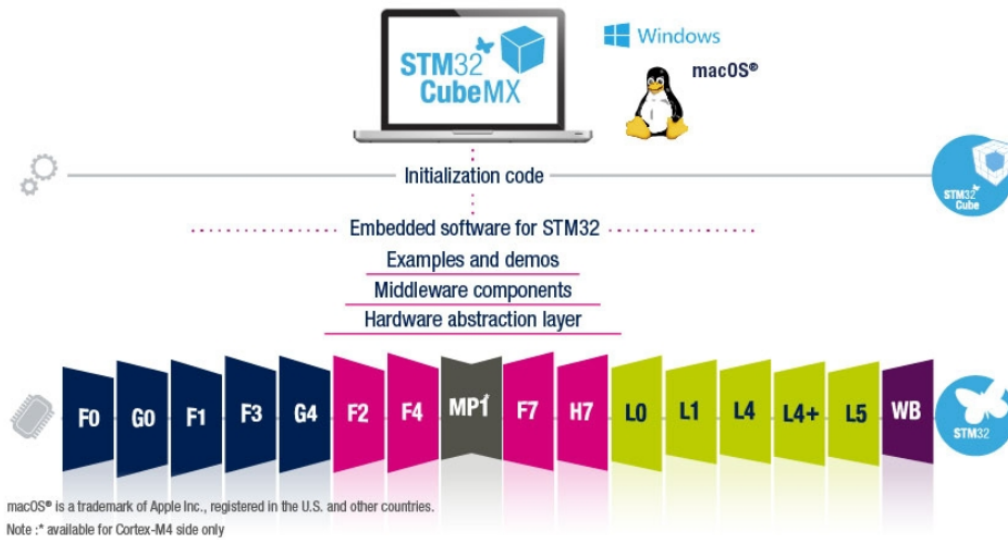 STM32
CubeMX
Windows
macOS®
Initialization code
STM32
Cube
Embedded software for STM32
Examples and demos
Middleware components
Hardware abstraction layer
F0 G0 F1 F3 G4 F2 F4 MP1 F7 H7 L0 L1 L4 L4+ L5 WB
STM32
macOS® is a trademark of Apple Inc., registered in the U.S. and other countries.
Note :* available for Cortex-M4 side only